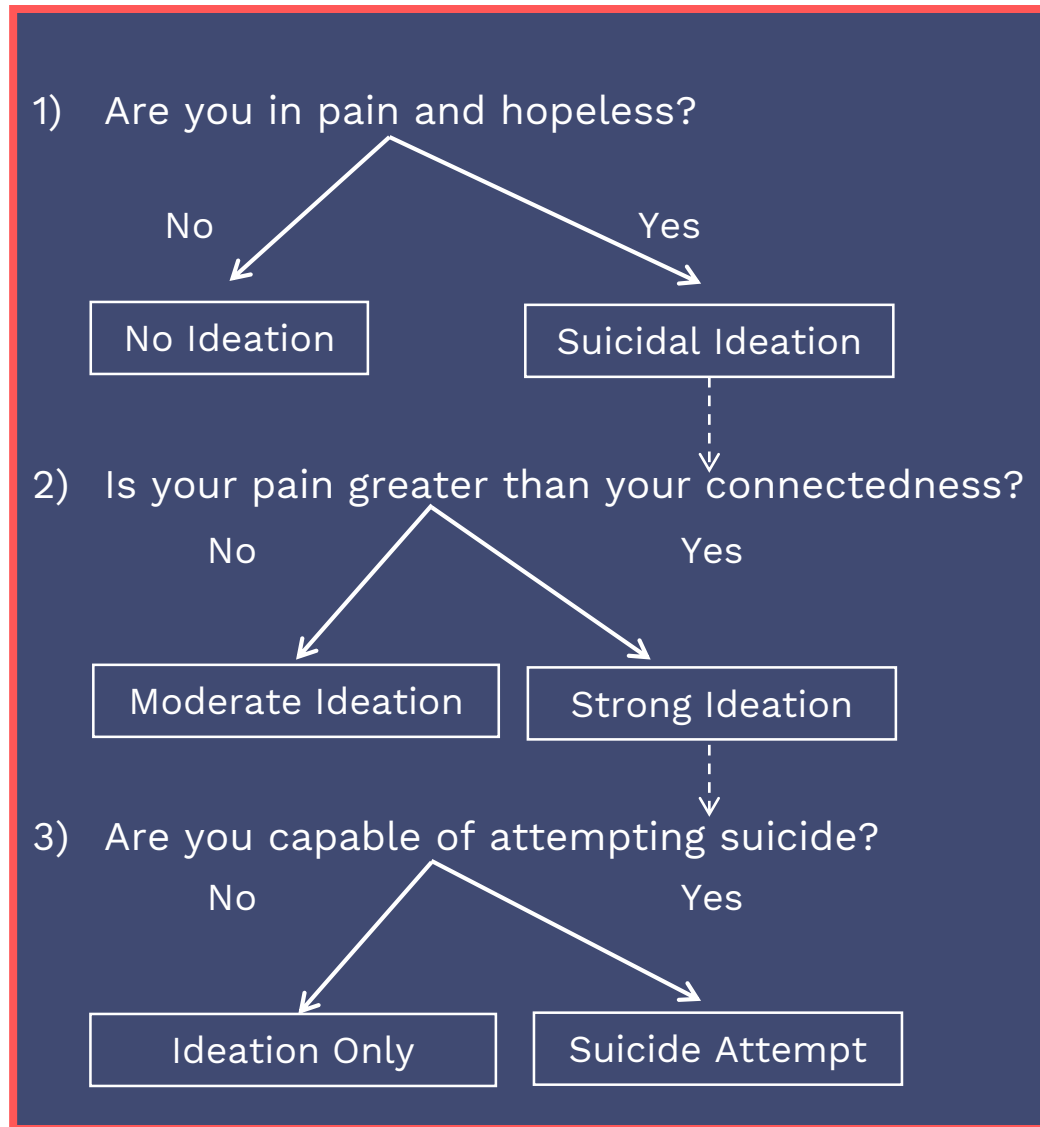 1) Are you in pain and hopeless?
No Yes
No Ideation Suicidal Ideation
2) Is your pain greater than your connectedness?
No Yes
Moderate Ideation Strong Ideation
3) Are you capable of attempting suicide?
No Yes
Ideation Only Suicide Attempt